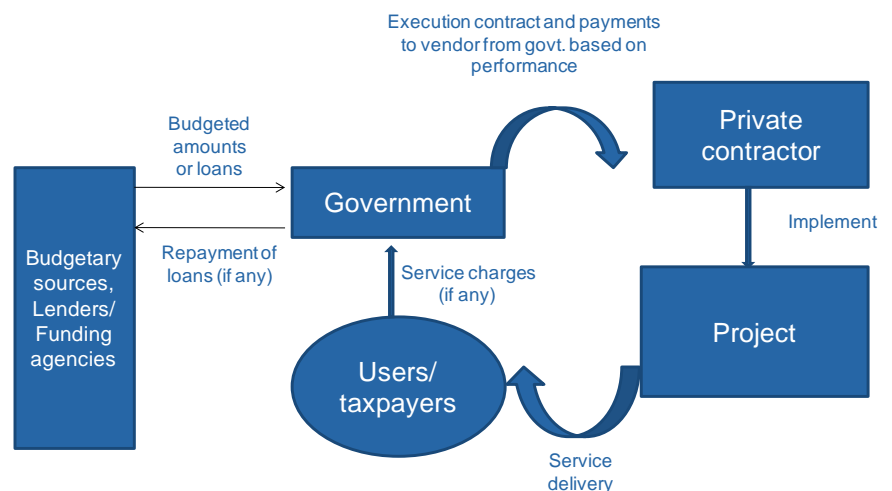 Execution contract and payments
to vendor from govt. based on
performance
Private
contractor
Budgeted
amounts
or loans
Government
Implement
Repayment of
loans (if any)
Service charges
(if any)
Budgetary
sources,
Lenders/
Funding
agencies
Project
Users/
taxpayers
Service
delivery